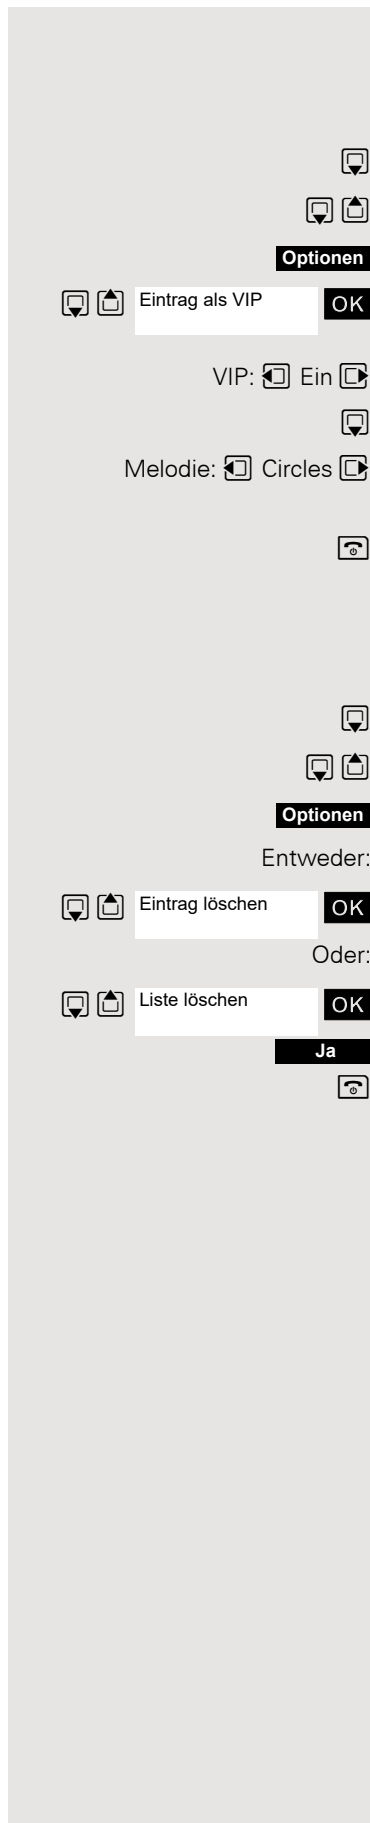 Optionen
Eintrag als VIP OK
VIP: Ein
Melodie: Circles
Optionen
Entweder:
Eintrag löschen OK
Oder:
Liste löschen OK
Ja